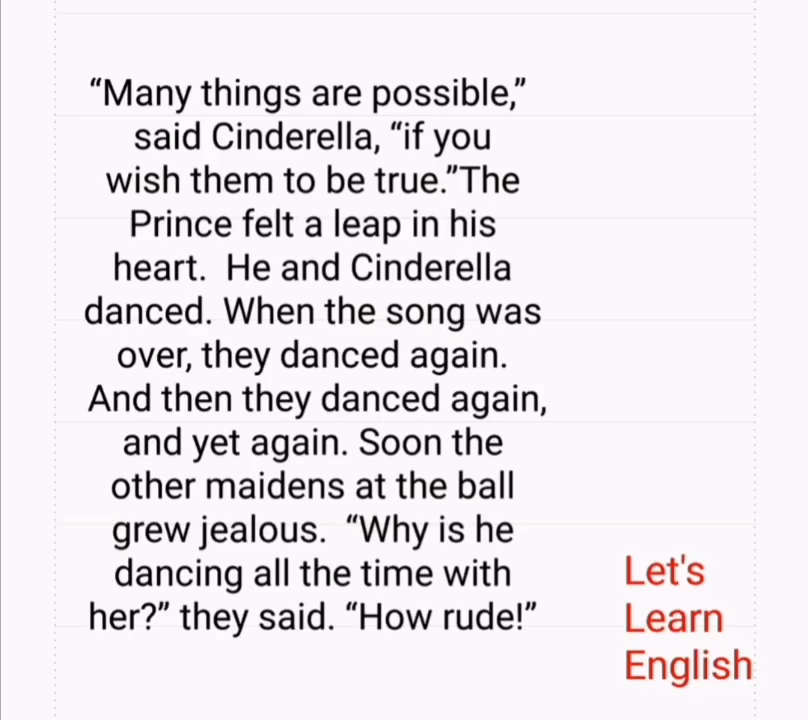 “Many things are possible,”
said Cinderella, “if you
wish them to be true.”The
Prince felt a leap in his
heart.  He and Cinderella
danced. When the song was
over, they danced again.
And then they danced again,
and yet again. Soon the
other maidens at the ball
grew jealous.  “Why is he
dancing all the time with
her?” they said. “How rude!”
Let's
Learn
English